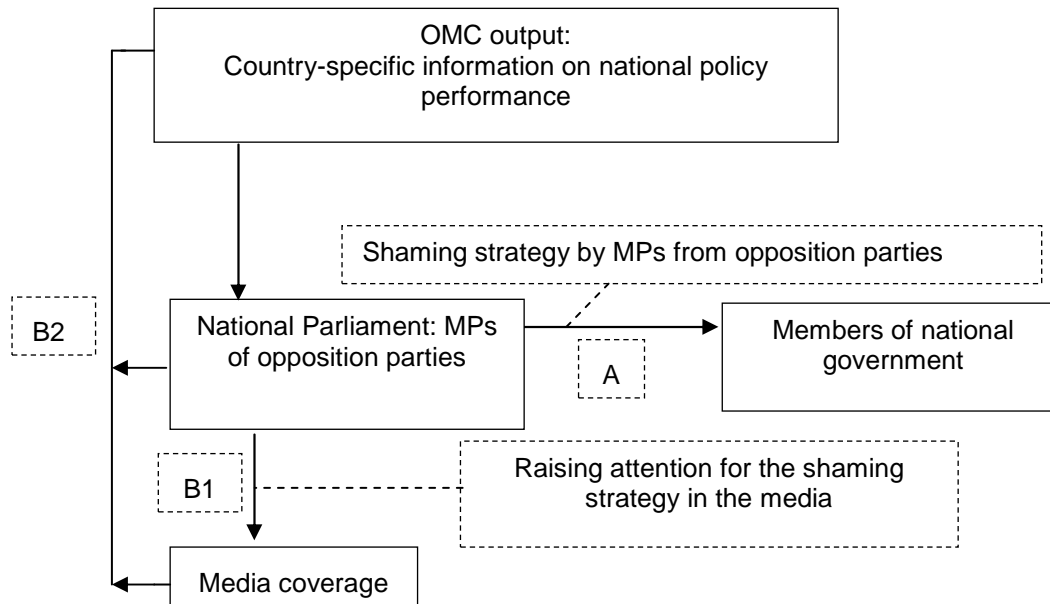 OMC output:
Country-specific information on national policy
performance
Shaming strategy by MPs from opposition parties
B2
National Parliament: MPs
of opposition parties
A
Members of national
government
B1
Raising attention for the shaming
strategy in the media
Media coverage